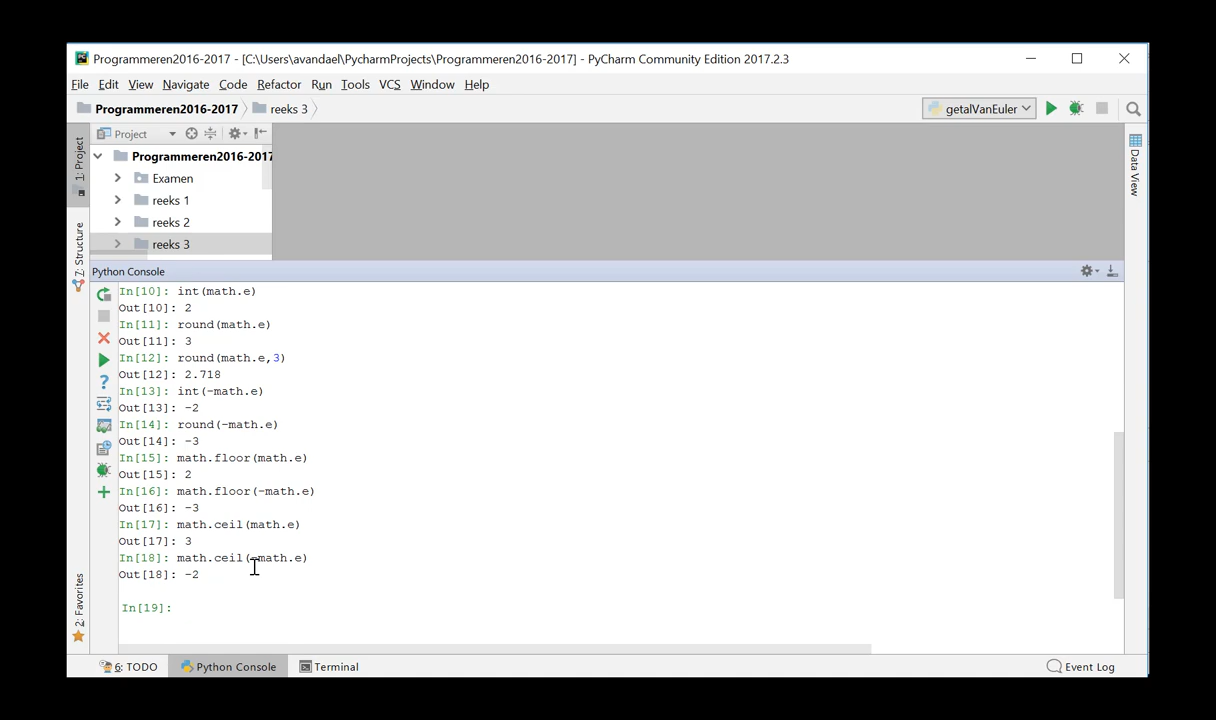 Programmeren2016-2017 - [C:\Users\avandael\PycharmProjects\Programmeren2016-2017] - PyCharm Community Edition 2017.2.3
File Edit View Navigate Code Refactor Run Tools VCS Window Help
Programmeren2016-2017 reeks 3 getalVanEuler
Project
Programmeren2016-2017
Examen
reeks 1
reeks 2
reeks 3
1: Project
7: Structure
2: Favorites
Data View
Python Console
In[10]: int(math.e)
Out[10]: 2
In[11]: round(math.e)
Out[11]: 3
In[12]: round(math.e,3)
Out[12]: 2.718
In[13]: int(-math.e)
Out[13]: -2
In[14]: round(-math.e)
Out[14]: -3
In[15]: math.floor(math.e)
Out[15]: 2
In[16]: math.floor(-math.e)
Out[16]: -3
In[17]: math.ceil(math.e)
Out[17]: 3
In[18]: math.ceil(-math.e)
Out[18]: -2
In[19]:
6: TODO Python Console Terminal Event Log